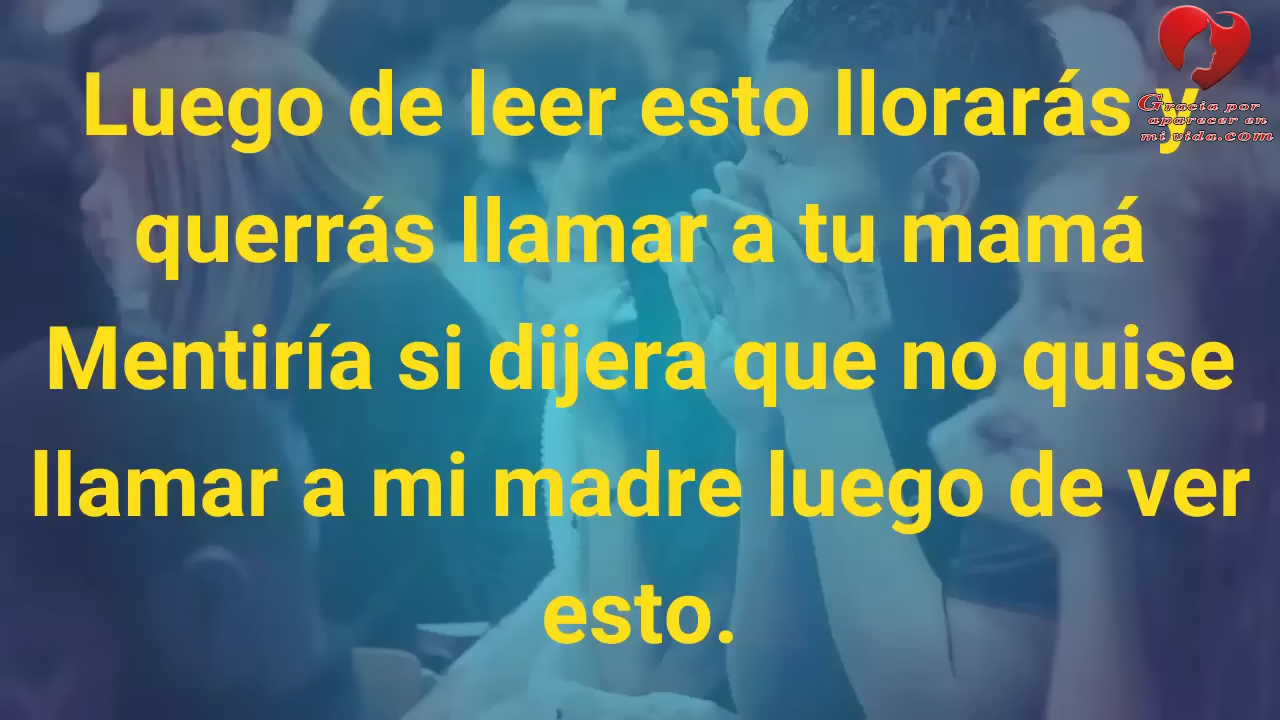 Luego de leer esto llorarás y
querrás llamar a tu mamá
Mentiría si dijera que no quise
llamar a mi madre luego de ver
esto.
Gracia por
aparecer en
mi vida.com